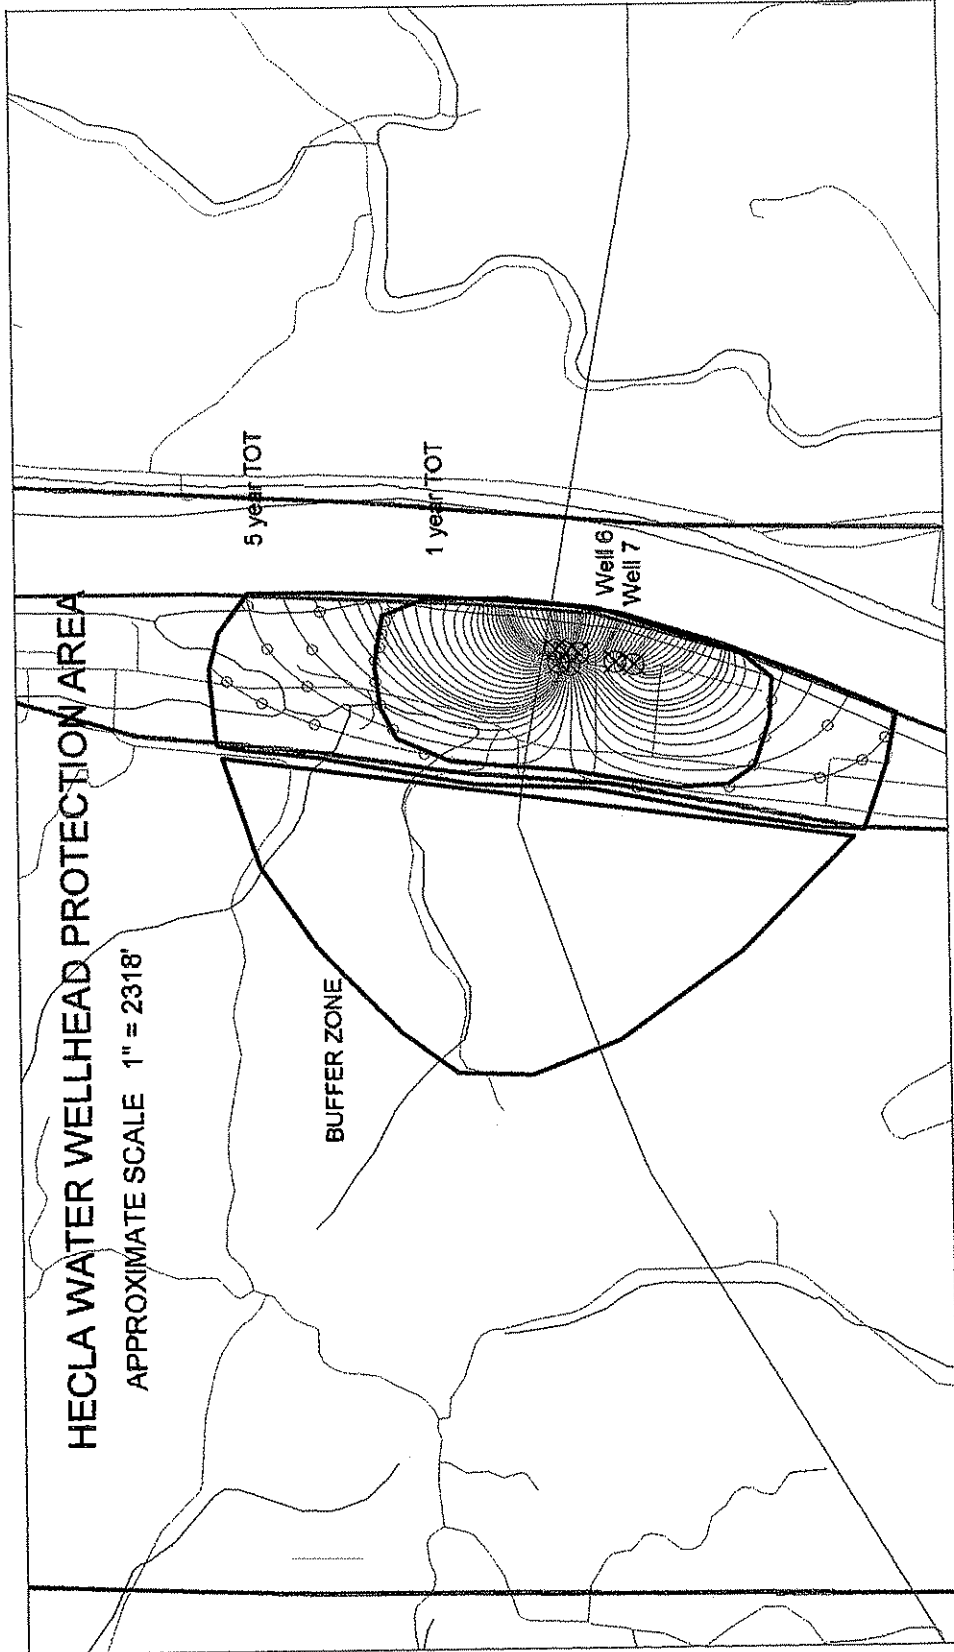 HECLA WATER WELLHEAD PROTECTION AREA
APPROXIMATE SCALE 1" = 2318'
5 year TOT
1 year TOT
BUFFER ZONE
Well 6
Well 7